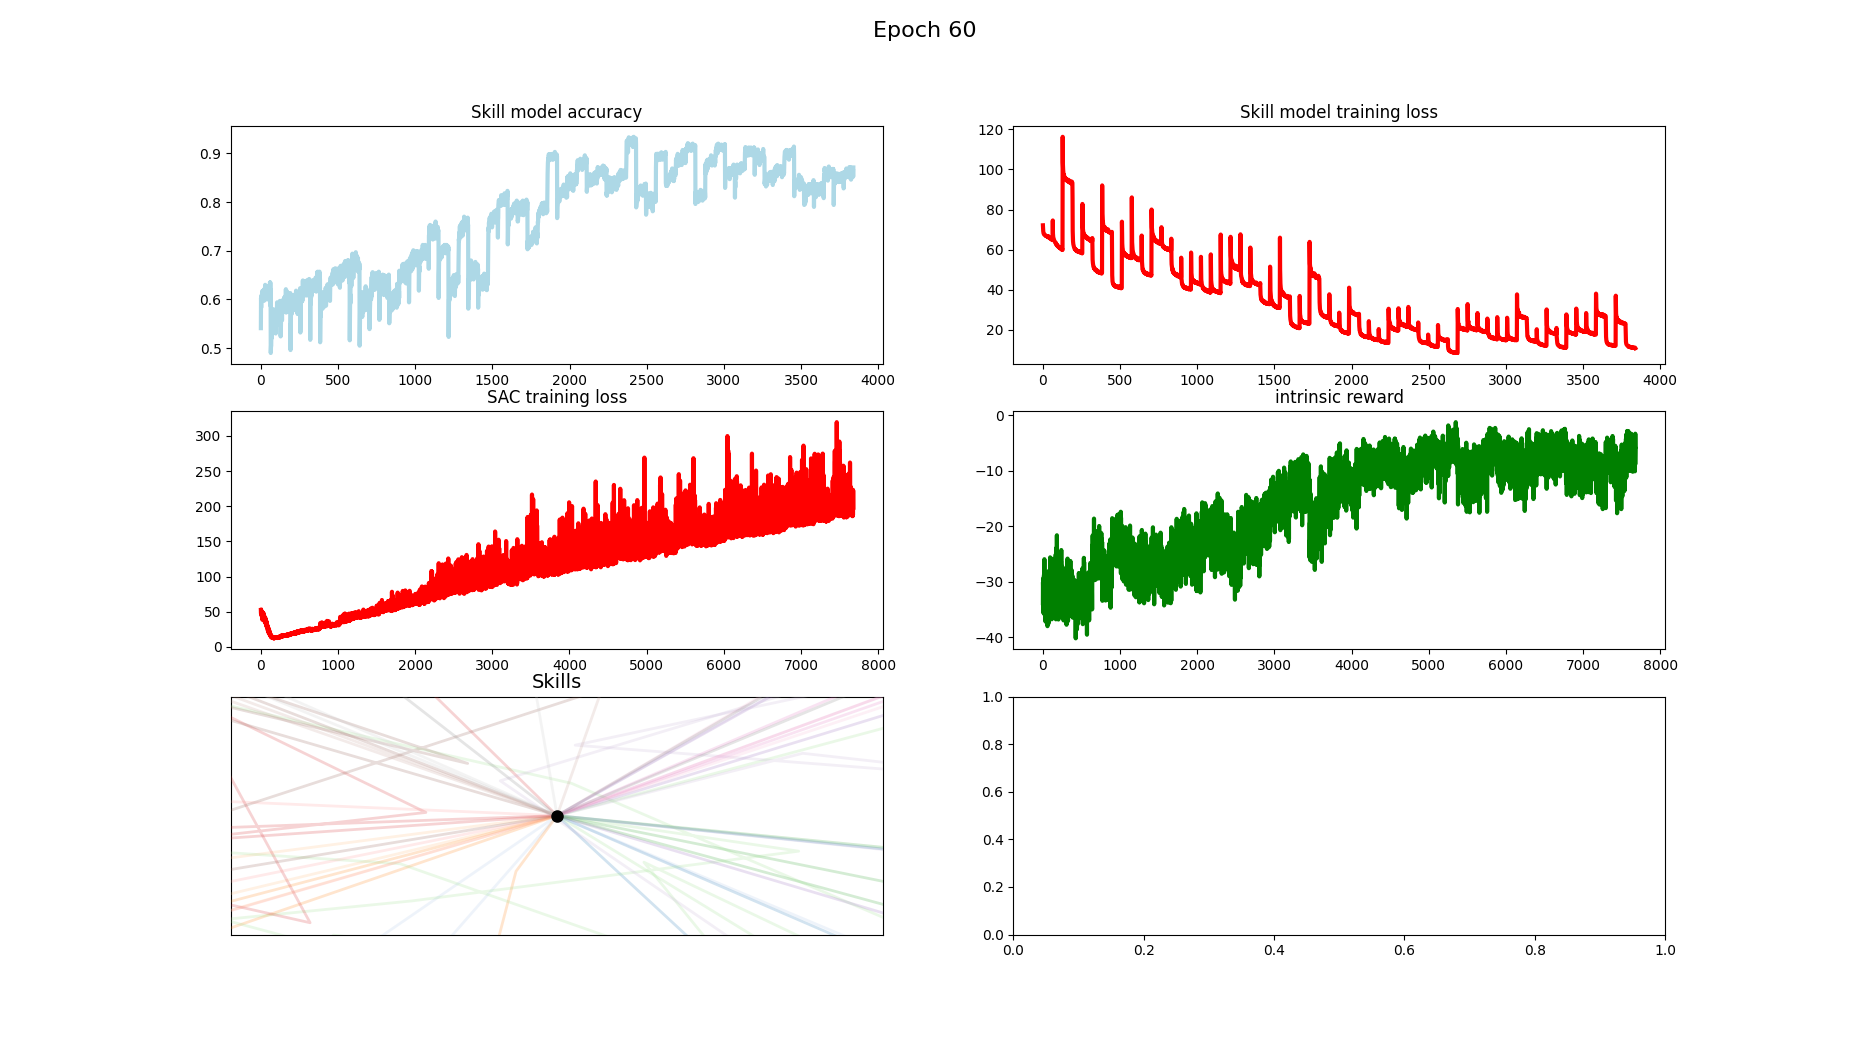 Epoch 60
Skill model accuracy
0.9
0.8
0.7
0.6
0.5
0 500 1000 1500 2000 2500 3000 3500 4000
Skill model training loss
120
100
80
60
40
20
0 500 1000 1500 2000 2500 3000 3500 4000
SAC training loss
300
250
200
150
100
50
0
0 1000 2000 3000 4000 5000 6000 7000 8000
intrinsic reward
0
−10
−20
−30
−40
0 1000 2000 3000 4000 5000 6000 7000 8000
Skills
1.0
0.8
0.6
0.4
0.2
0.0
0.0 0.2 0.4 0.6 0.8 1.0